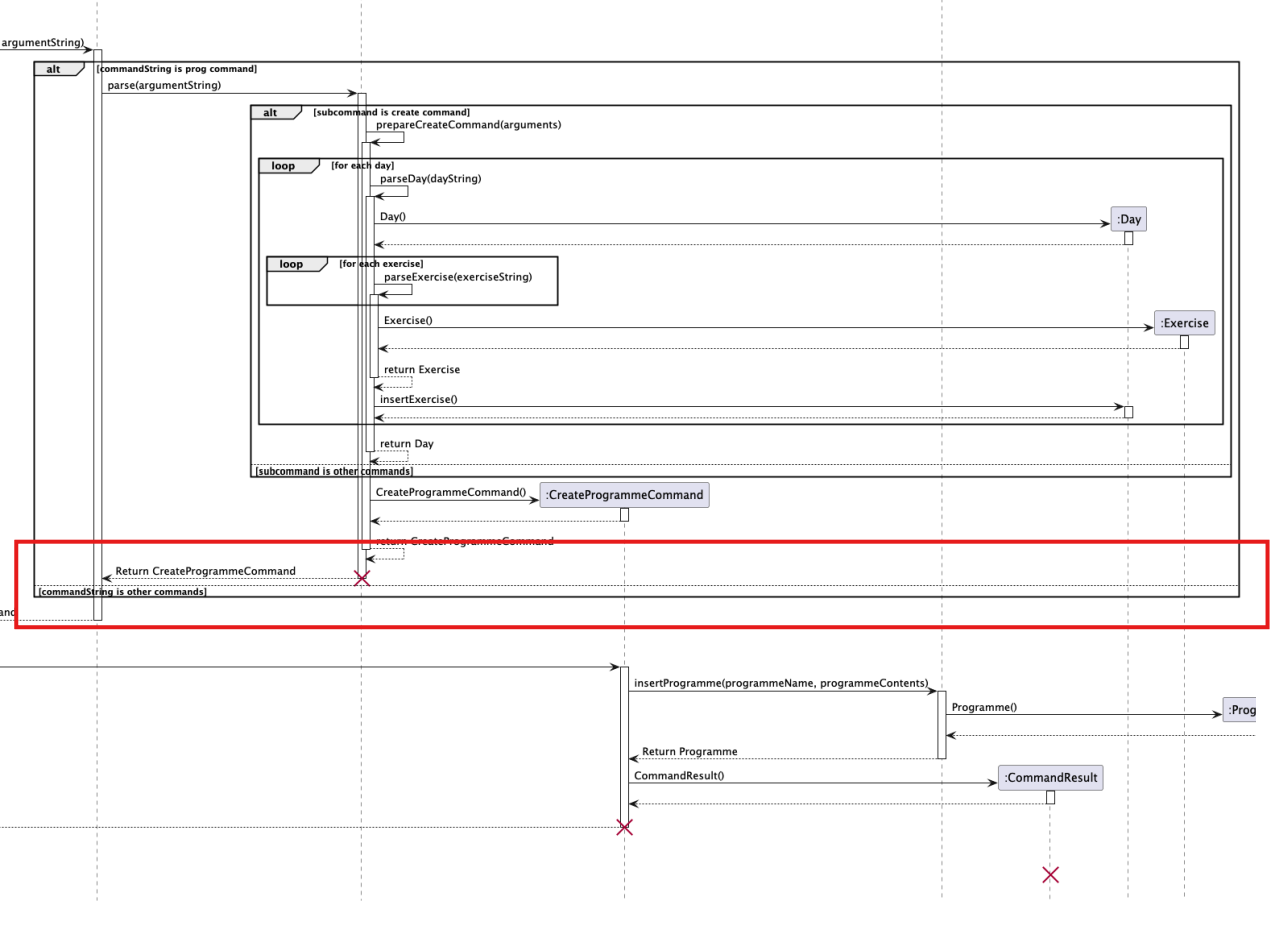 argumentString)
alt [commandString is prog command]
parse(argumentString)
alt [subcommand is create command]
prepareCreateCommand(arguments)
loop [for each day]
parseDay(dayString)
Day()
:Day
loop [for each exercise]
parseExercise(exerciseString)
Exercise()
:Exercise
return Exercise
insertExercise()
return Day
[subcommand is other commands]
CreateProgrammeCommand()
:CreateProgrammeCommand
return CreateProgrammeCommand
Return CreateProgrammeCommand
[commandString is other commands]
insertProgramme(programmeName, programmeContents)
Programme()
:Prog
Return Programme
CommandResult()
:CommandResult